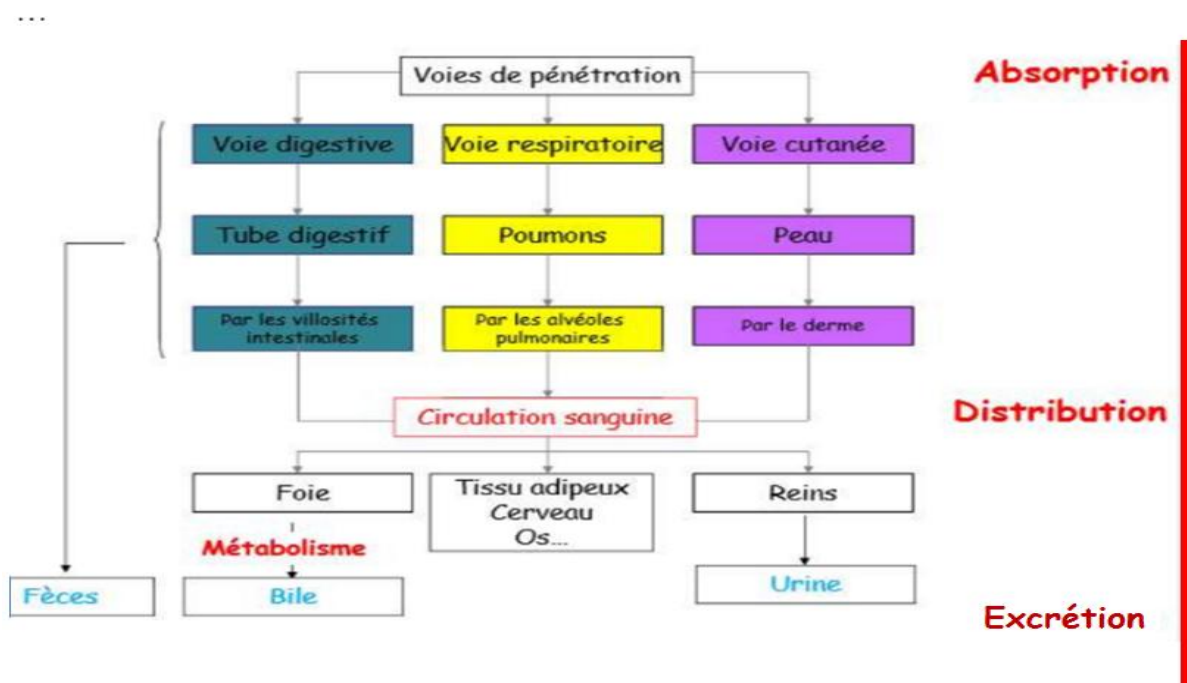 ...
Voies de pénétration
Absorption
Voie digestive
Voie respiratoire
Voie cutanée
Tube digestif
Poumons
Peau
Par les villosités
intestinales
Par les alvéoles
pulmonaires
Par le derme
Circulation sanguine
Distribution
Foie
Tissu adipeux
Cerveau
Os...
Reins
Métabolisme
Fèces
Bile
Urine
Excrétion